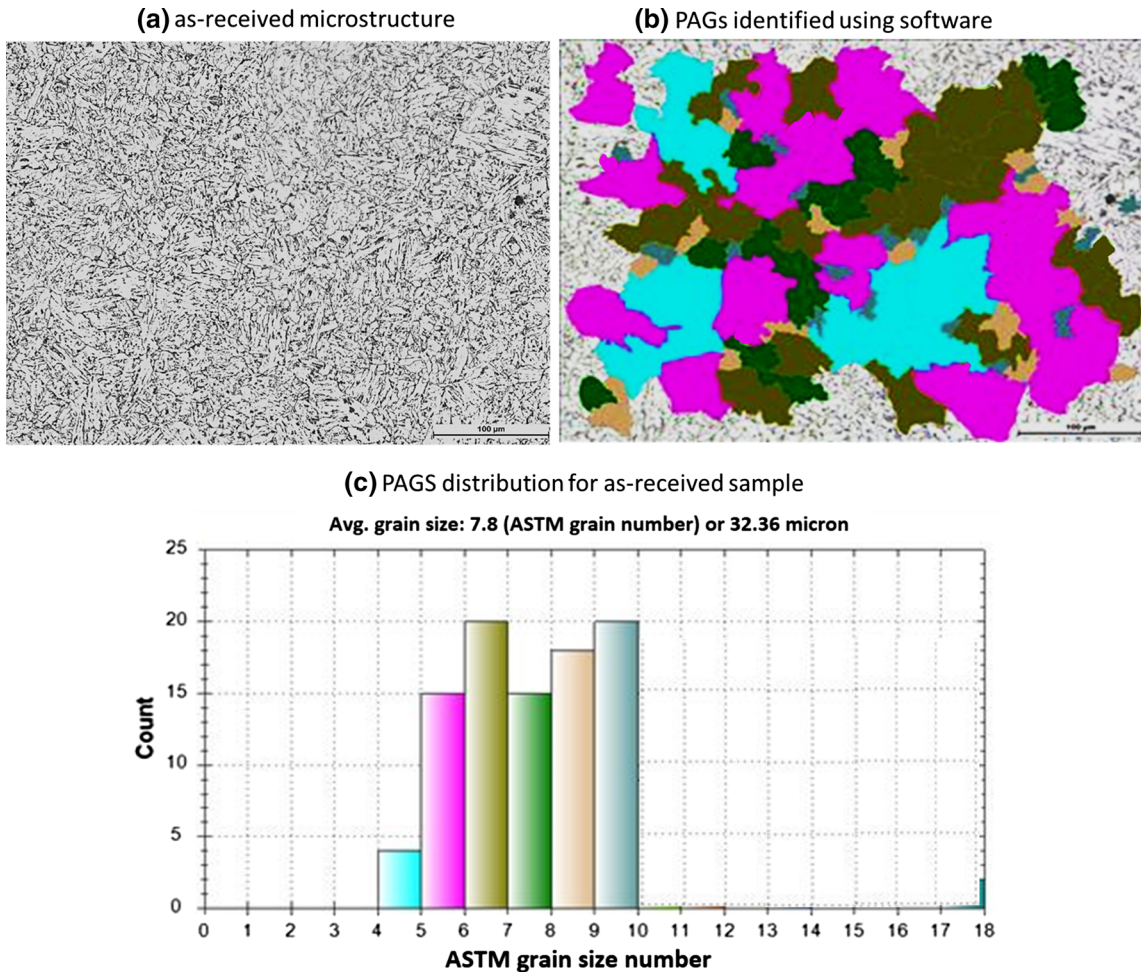 (a) as-received microstructure
(b) PAGs identified using software
100 µm
100 µm
(c) PAGS distribution for as-received sample
Avg. grain size: 7.8 (ASTM grain number) or 32.36 micron
25
20
15
10
5
0
Count
0 1 2 3 4 5 6 7 8 9 10 11 12 13 14 15 16 17 18
ASTM grain size number